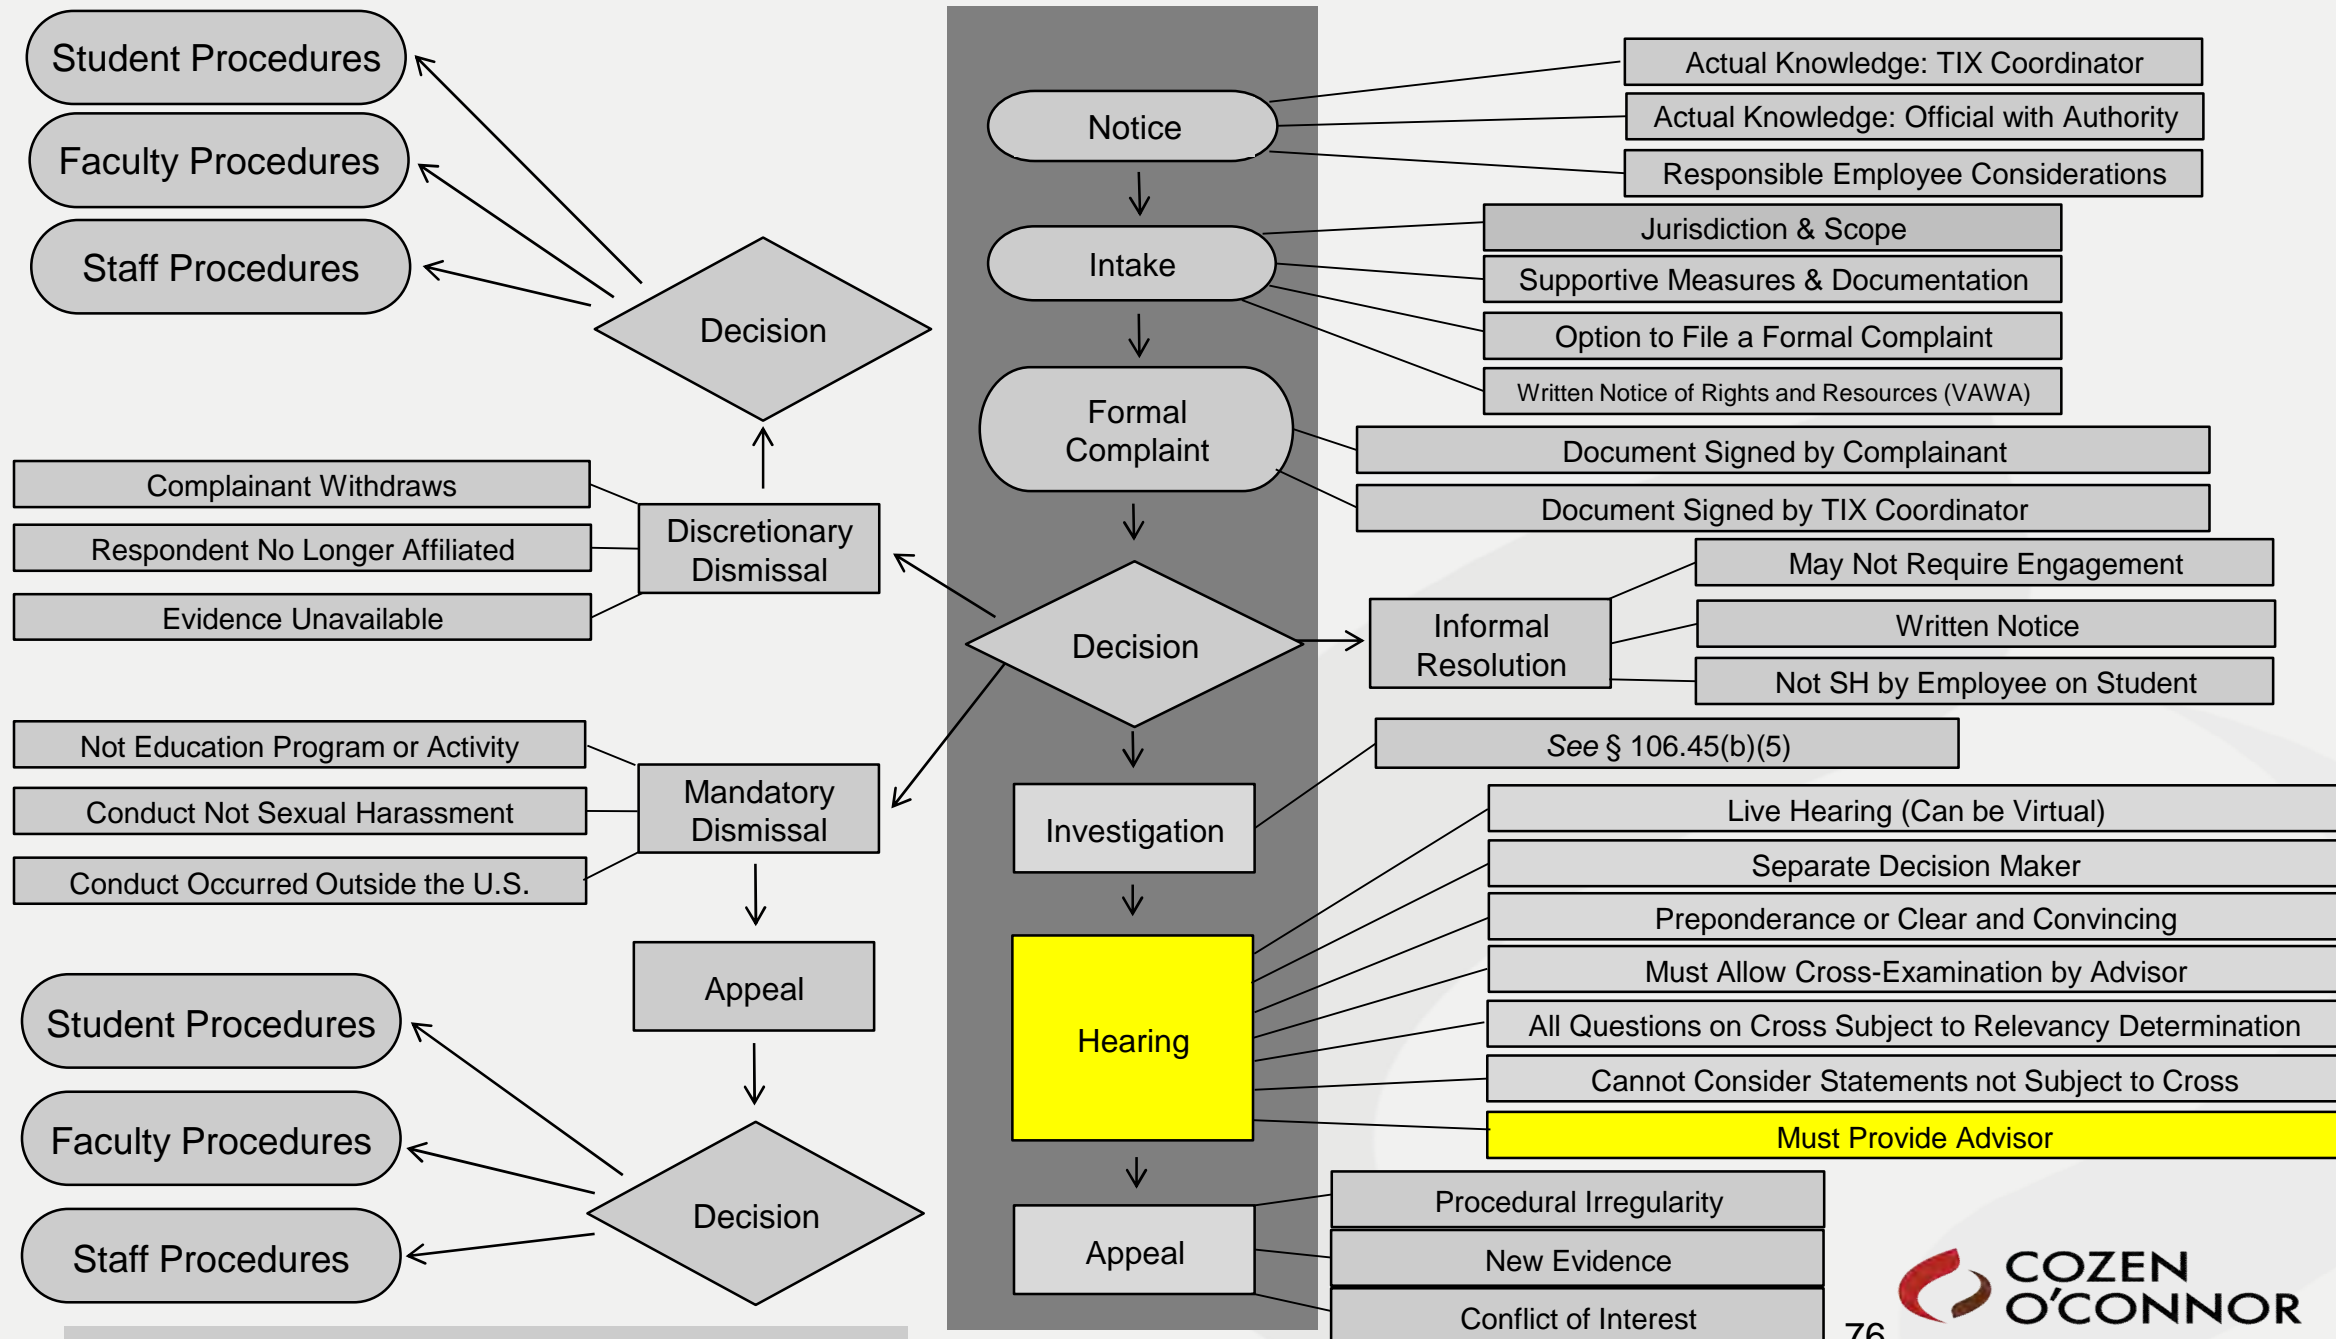 Student Procedures
Faculty Procedures
Staff Procedures
Decision
Complainant Withdraws
Respondent No Longer Affiliated
Evidence Unavailable
Discretionary
Dismissal
Not Education Program or Activity
Conduct Not Sexual Harassment
Conduct Occurred Outside the U.S.
Mandatory
Dismissal
Appeal
Student Procedures
Faculty Procedures
Staff Procedures
Decision
Notice
Actual Knowledge: TIX Coordinator
Actual Knowledge: Official with Authority
Responsible Employee Considerations
Intake
Jurisdiction & Scope
Supportive Measures & Documentation
Option to File a Formal Complaint
Written Notice of Rights and Resources (VAWA)
Formal
Complaint
Document Signed by Complainant
Document Signed by TIX Coordinator
Decision
Informal
Resolution
May Not Require Engagement
Written Notice
Not SH by Employee on Student
Investigation
See § 106.45(b)(5)
Hearing
Live Hearing (Can be Virtual)
Separate Decision Maker
Preponderance or Clear and Convincing
Must Allow Cross-Examination by Advisor
All Questions on Cross Subject to Relevancy Determination
Cannot Consider Statements not Subject to Cross
Must Provide Advisor
Appeal
Procedural Irregularity
New Evidence
Conflict of Interest
COZEN
O'CONNOR
76